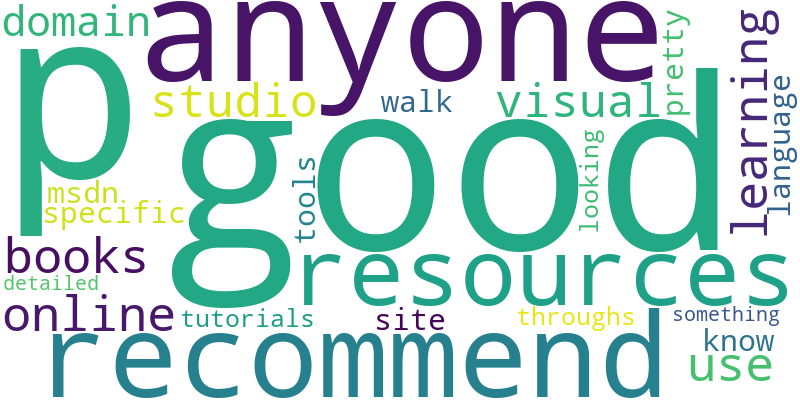 domain
anyone
p
good
studio
walk
visual
pretty
learning
language
looking
tools
msdn
specific
books
resources
detailed
online
tutorials
site
throughs
something
recommend
know
use